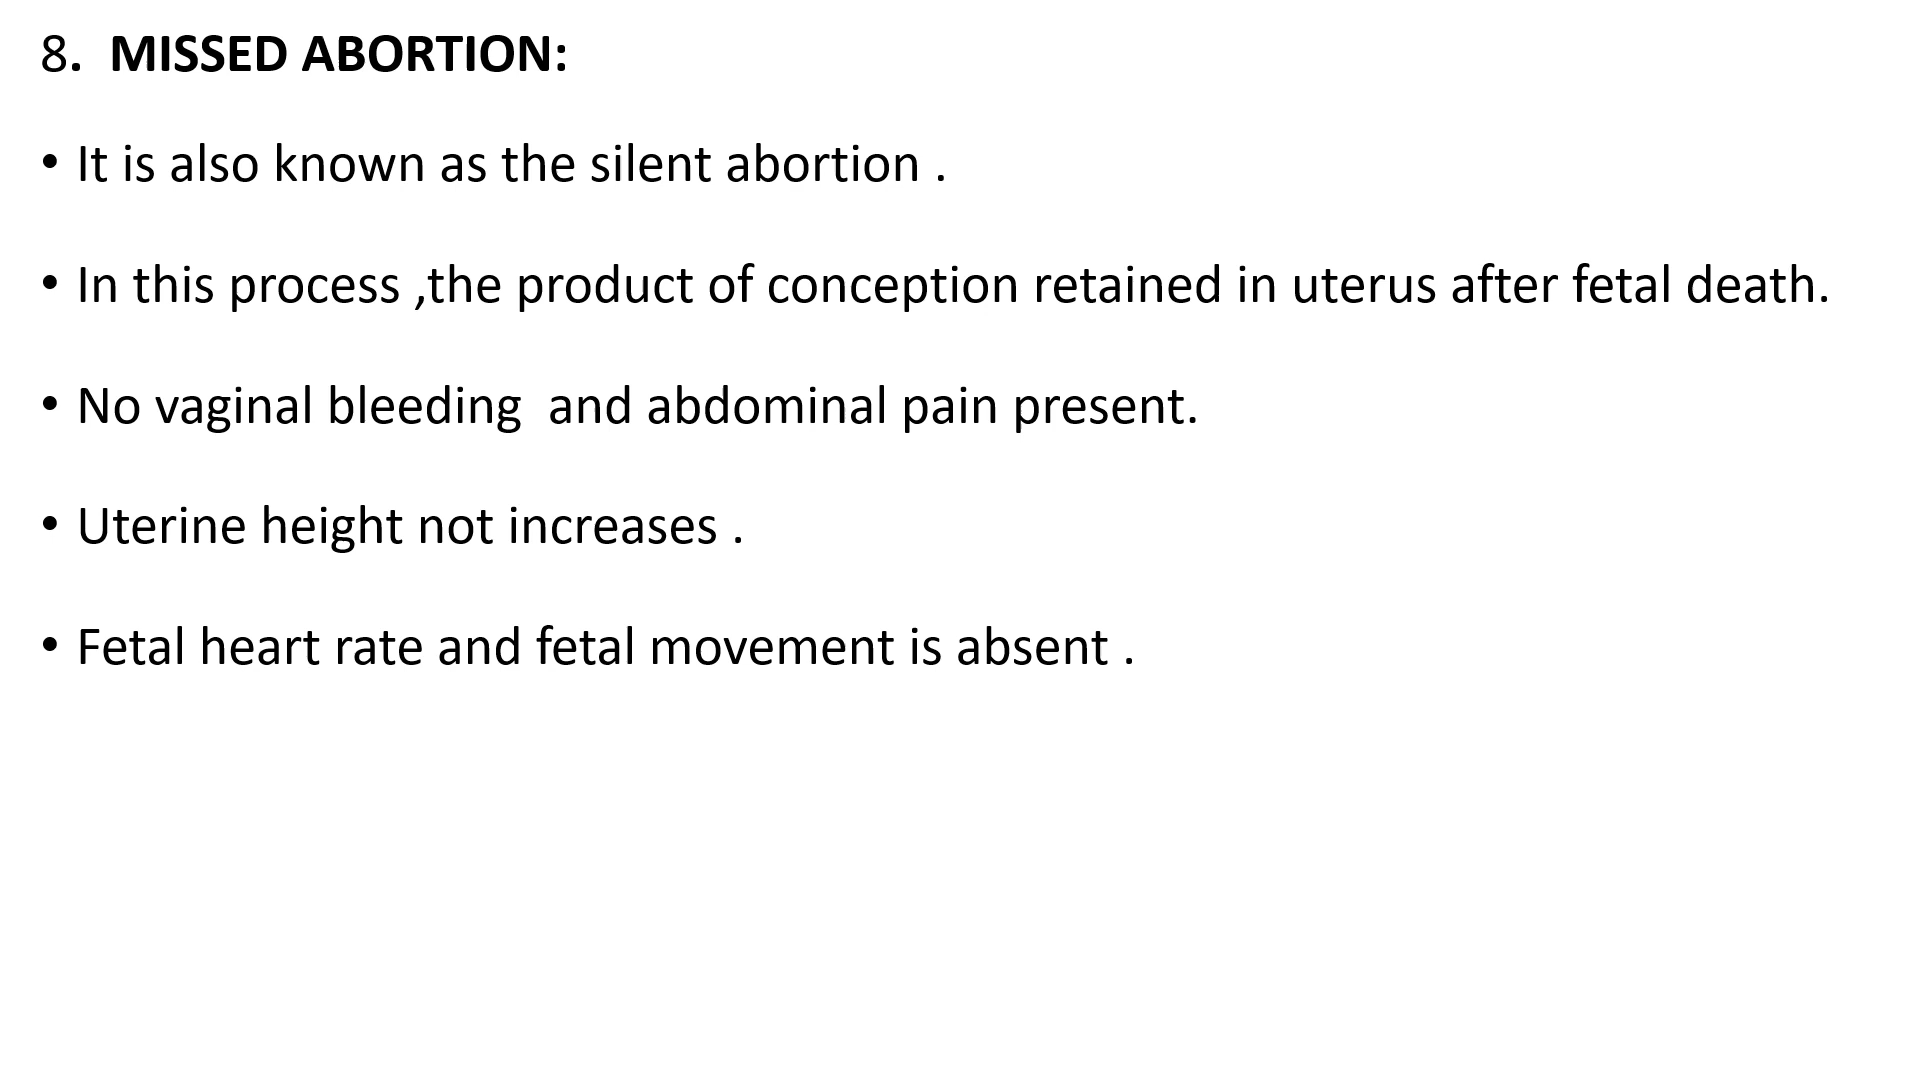 8. MISSED ABORTION:
• It is also known as the silent abortion .
• In this process ,the product of conception retained in uterus after fetal death.
• No vaginal bleeding  and abdominal pain present.
• Uterine height not increases .
• Fetal heart rate and fetal movement is absent .